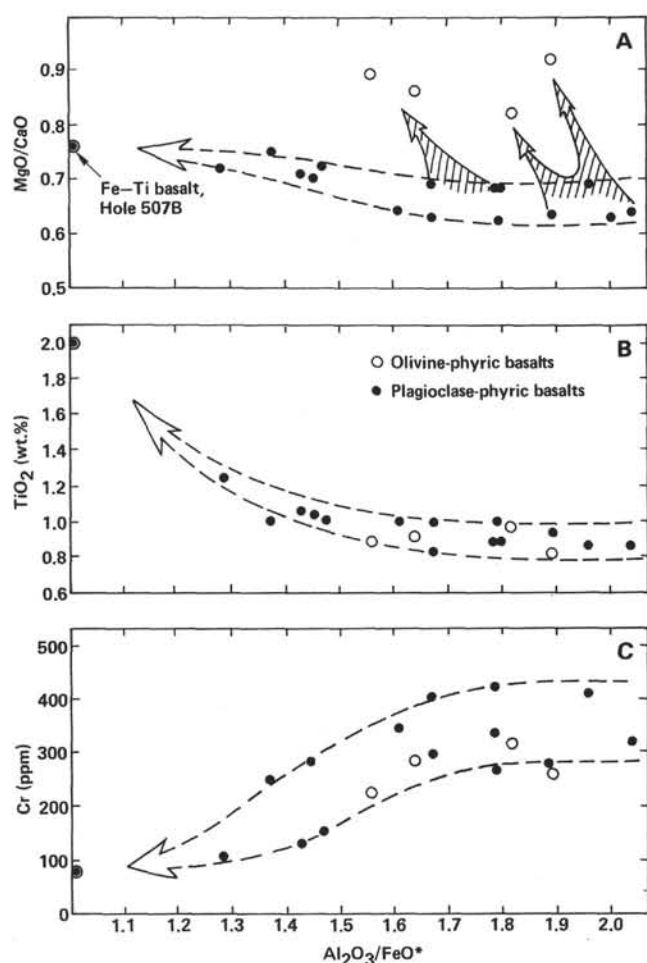 A
MgO/CaO
0.9
0.8
0.7
0.6
0.5
Fe—Ti basalt,
Hole 507B
B
TiO2 (wt.%)
2.0
1.8
1.6
1.4
1.2
1.0
0.8
0.6
Olivine-phyric basalts
Plagioclase-phyric basalts
C
Cr (ppm)
500
400
300
200
100
0
1.1 1.2 1.3 1.4 1.5 1.6 1.7 1.8 1.9 2.0
Al2O3/FeO*